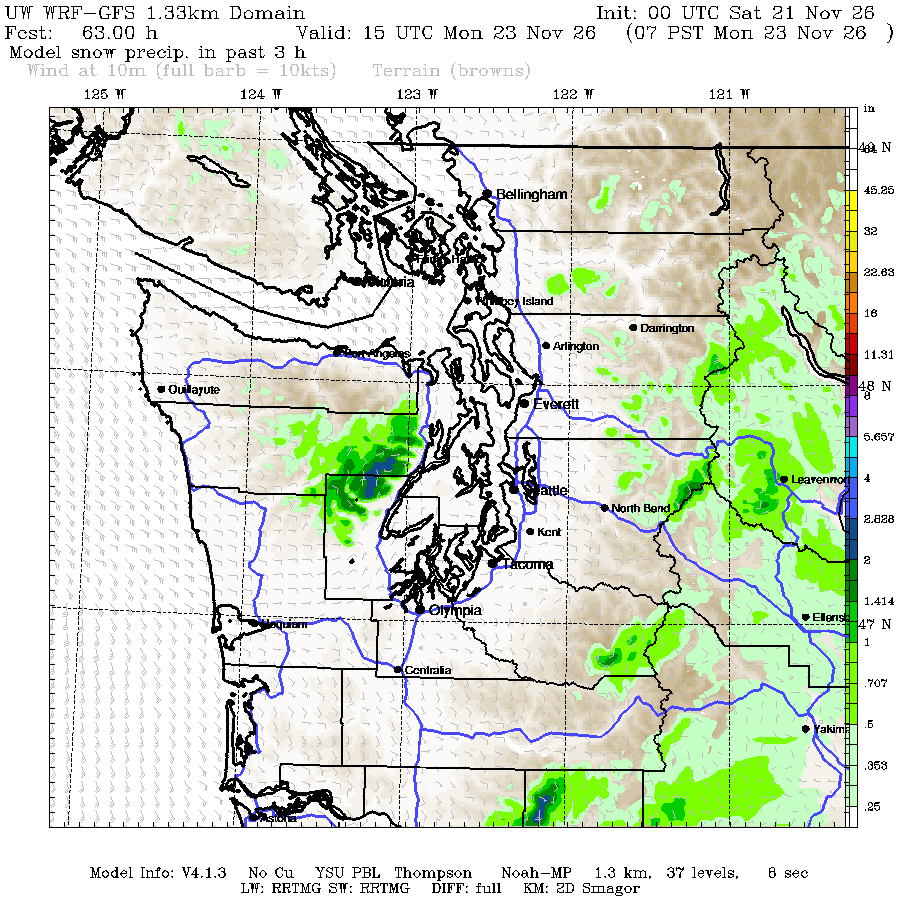 UW WRF-GFS 1.33km Domain Init: 00 UTC Sat 21 Nov 26
Fcst: 63.00 h Valid: 15 UTC Mon 23 Nov 26 (07 PST Mon 23 Nov 26 )
Model snow precip. in past 3 h
Wind at 10m (full barb = 10kts) Terrain (browns)
125 W 124 W 123 W 122 W 121 W
in
49 N
64
Bellingham
45.25
32
Victoria
22.63
Whidbey Island
16
Darrington
Arlington
Port Angeles
11.31
48 N
Quillayute
8
Everett
5.657
4
Leavenworth
Seattle
North Bend
2.828
Kent
Tacoma
2
1.414
Olympia
Ellens
Hoquiam
47 N
1
Centralia
.707
.5
Yakima
.353
.25
Astoria
Model Info: V4.1.3 No Cu YSU PBL Thompson Noah-MP 1.3 km, 37 levels, 8 sec
LW: RRTMG SW: RRTMG DIFF: full KM: 2D Smagor